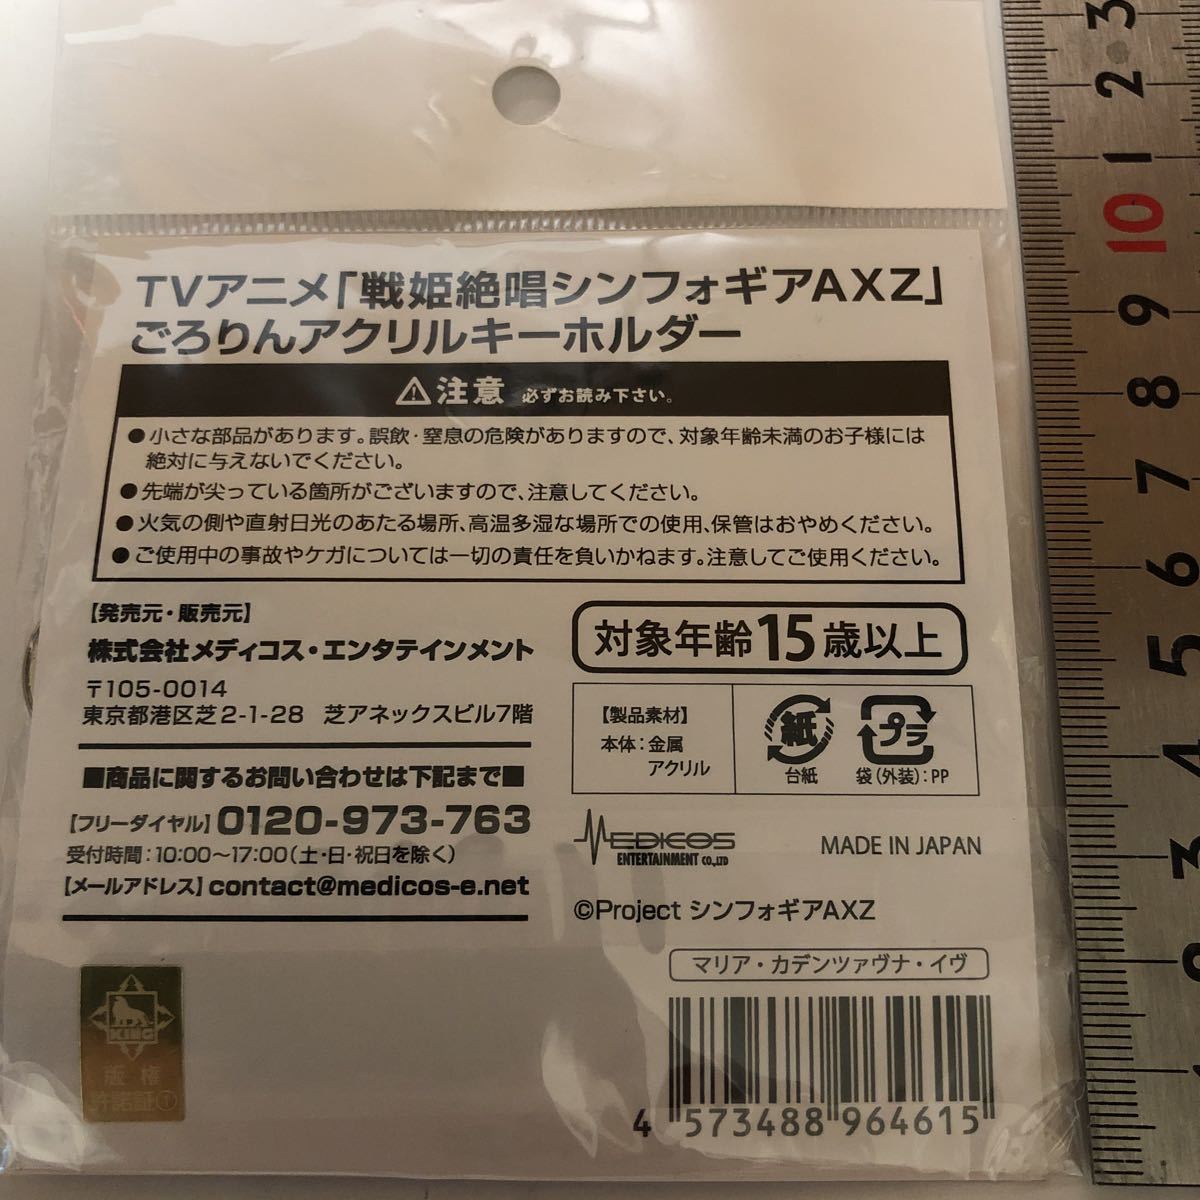 TVアニメ「戦姫絶唱シンフォギアAXZ」
ごろりんアクリルキーホルダー
⚠注意 必ずお読み下さい。
●小さな部品があります。誤飲・窒息の危険がありますので、対象年齢未満のお子様には
絶対に与えないでください。
●先端が尖っている箇所がございますので、注意してください。
●火気の側や直射日光のあたる場所、高温多湿な場所での使用、保管はおやめください。
●ご使用中の事故やケガについては一切の責任を負いかねます。注意してご使用ください。
【発売元・販売元】
株式会社メディコス・エンタテインメント
〒105-0014
東京都港区芝2-1-28 芝アネックスビル7階
■商品に関するお問い合わせは下記まで■
【フリーダイヤル】0120-973-763
受付時間:10:00～17:00(土・日・祝日を除く)
【メールアドレス】contact@medicos-e.net
対象年齢15歳以上
【製品素材】
本体:金属
アクリル
紙
台紙
プラ
袋(外装):PP
MEDICOS
ENTERTAINMENT CO.,LTD
MADE IN JAPAN
©Project シンフォギアAXZ
マリア・カデンツァヴナ・イヴ
4 573488 964615
KING
版権
許諾証①
3
2
1
10
9
8
7
6
5
4
3
2
1